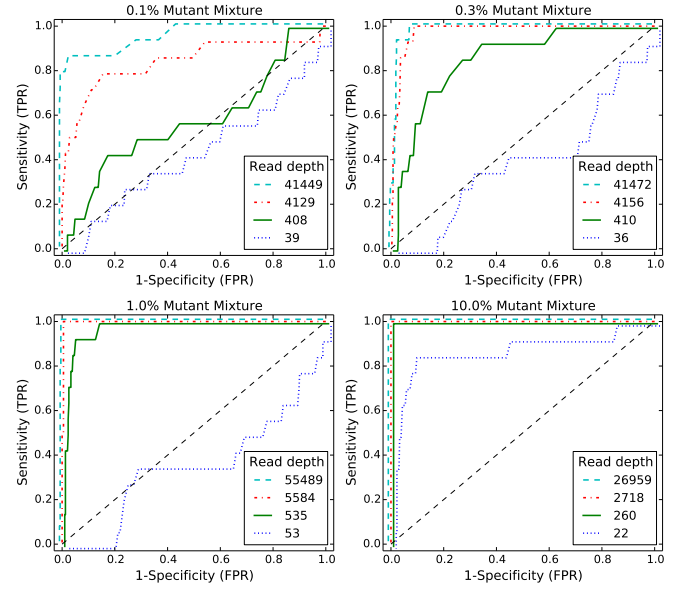 0.1% Mutant Mixture
Sensitivity (TPR)
1.0
0.8
0.6
0.4
0.2
0.0
0.0 0.2 0.4 0.6 0.8 1.0
1-Specificity (FPR)
Read depth
41449
4129
408
39
0.3% Mutant Mixture
Sensitivity (TPR)
1.0
0.8
0.6
0.4
0.2
0.0
0.0 0.2 0.4 0.6 0.8 1.0
1-Specificity (FPR)
Read depth
41472
4156
410
36
1.0% Mutant Mixture
Sensitivity (TPR)
1.0
0.8
0.6
0.4
0.2
0.0
0.0 0.2 0.4 0.6 0.8 1.0
1-Specificity (FPR)
Read depth
55489
5584
535
53
10.0% Mutant Mixture
Sensitivity (TPR)
1.0
0.8
0.6
0.4
0.2
0.0
0.0 0.2 0.4 0.6 0.8 1.0
1-Specificity (FPR)
Read depth
26959
2718
260
22